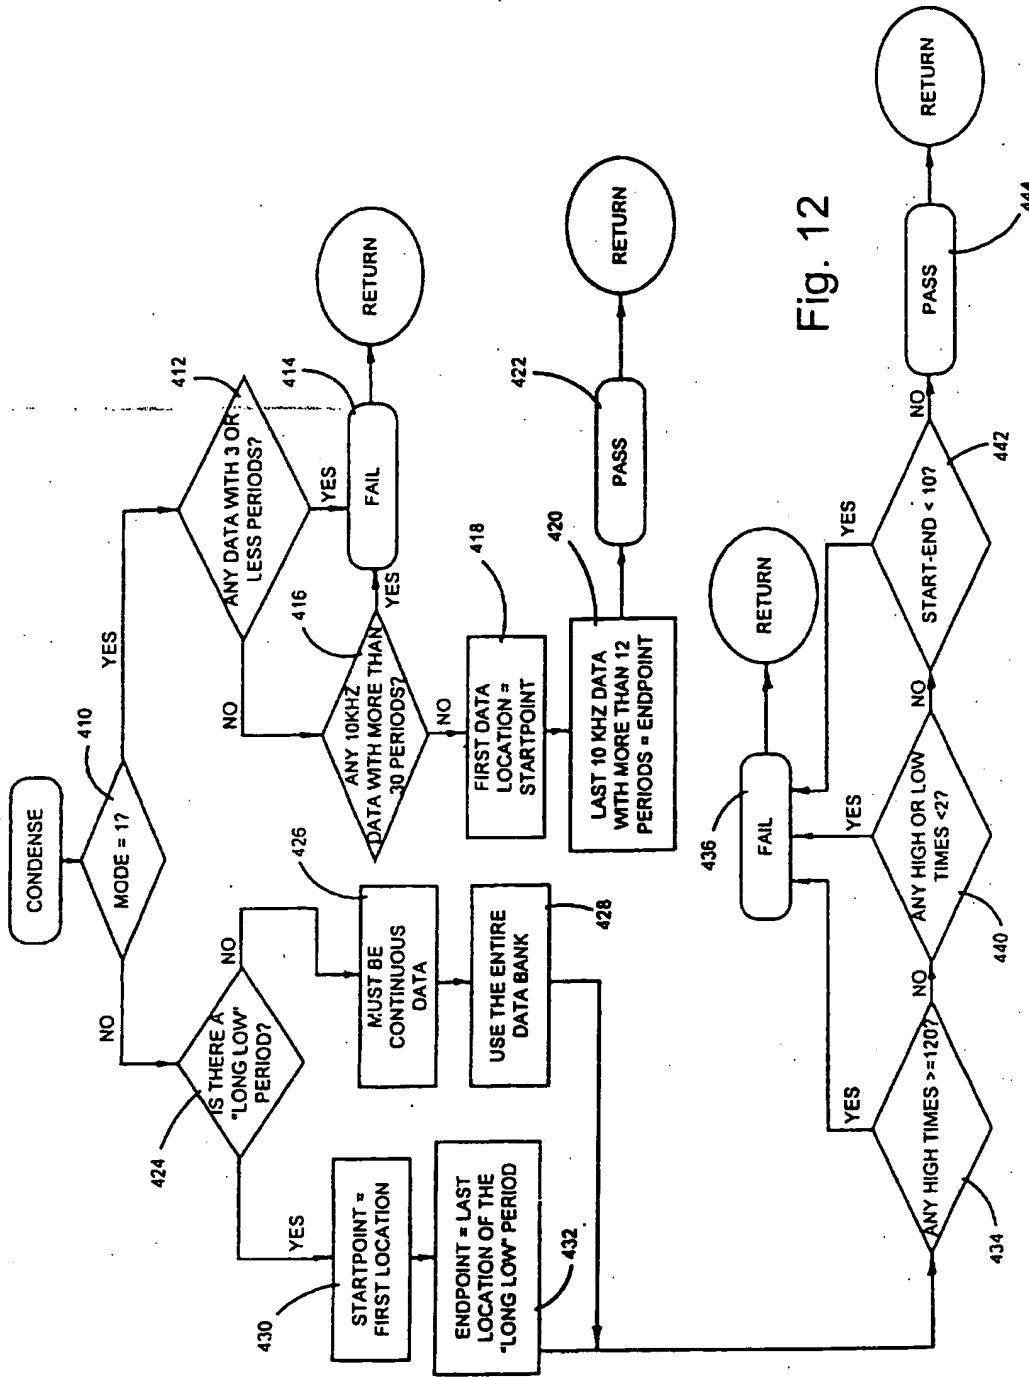 CONDENSE
410
MODE = 1?
NO
YES
424
IS THERE A
"LONG LOW"
PERIOD?
NO
YES
412
ANY DATA WITH 3 OR
LESS PERIODS?
NO
YES
414
FAIL
RETURN
416
ANY 10KHZ
DATA WITH MORE THAN
30 PERIODS?
YES
NO
418
FIRST DATA
LOCATION =
STARTPOINT
420
LAST 10 KHZ DATA
WITH MORE THAN 12
PERIODS = ENDPOINT
422
PASS
RETURN
426
MUST BE
CONTINUOUS
DATA
428
USE THE ENTIRE
DATA BANK
430
STARTPOINT =
FIRST LOCATION
432
ENDPOINT = LAST
LOCATION OF THE
"LONG LOW" PERIOD
434
ANY HIGH TIMES >=120?
YES
NO
436
FAIL
RETURN
440
ANY HIGH OR LOW
TIMES <2?
YES
NO
442
START-END < 10?
YES
NO
444
PASS
RETURN
Fig. 12